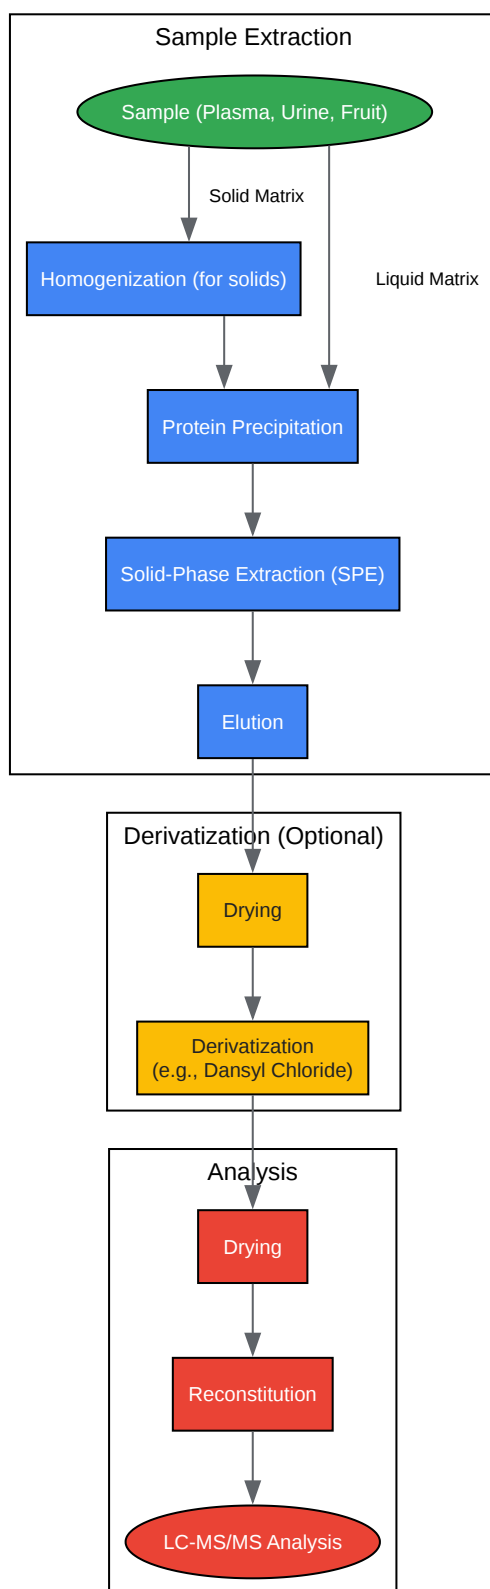 Sample Extraction
Sample (Plasma, Urine, Fruit)
Solid Matrix
Homogenization (for solids)
Liquid Matrix
Protein Precipitation
Solid-Phase Extraction (SPE)
Elution
Derivatization (Optional)
Drying
Derivatization
(e.g., Dansyl Chloride)
Analysis
Drying
Reconstitution
LC-MS/MS Analysis